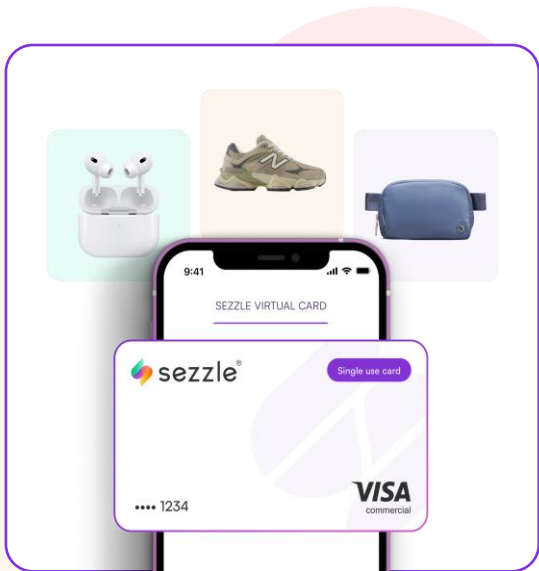 N
9:41
SEZZLE VIRTUAL CARD
sezzle®
Single use card
•••• 1234
VISA
commercial